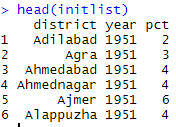 > head(initlist)
district year pct
1 Adilabad 1951 2
2 Agra 1951 3
3 Ahmedabad 1951 4
4 Ahmednagar 1951 4
5 Ajmer 1951 6
6 Alappuzha 1951 4